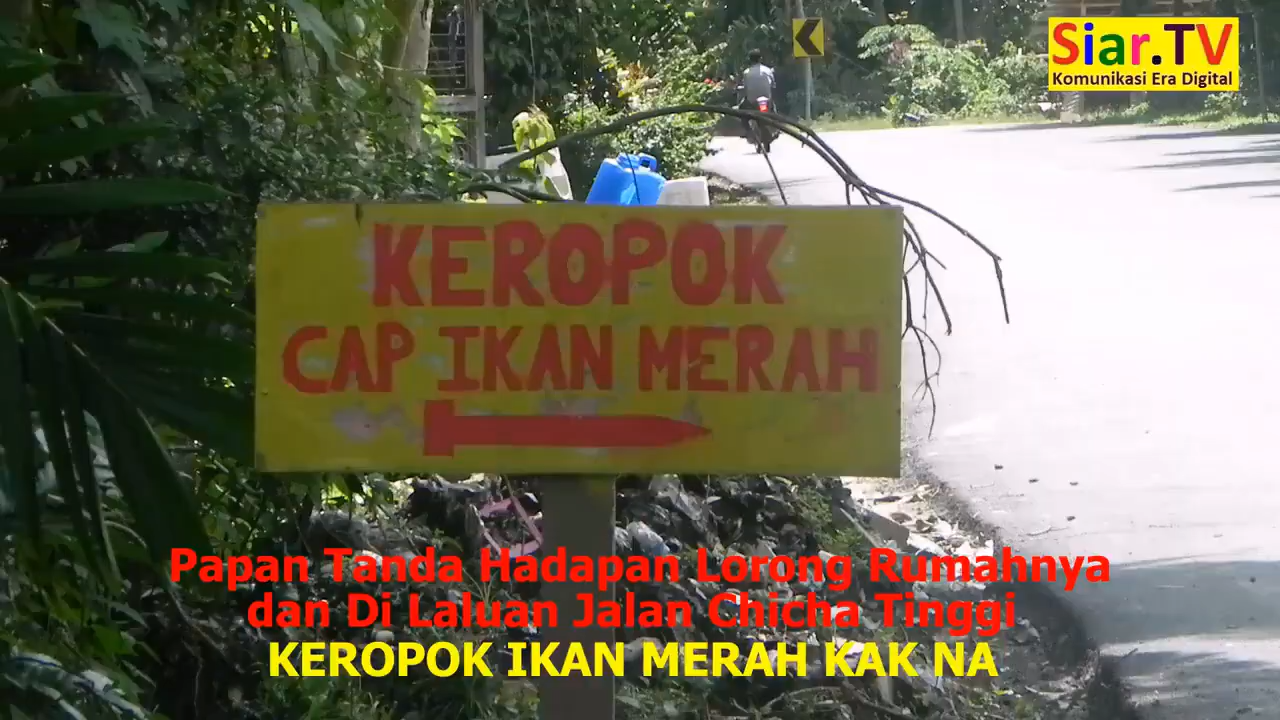 Siar.TV
Komunikasi Era Digital
KEROPOK
CAP IKAN MERAH
Papan Tanda Hadapan Lorong Rumahnya
dan Di Laluan Jalan Chicha Tinggi
KEROPOK IKAN MERAH KAK NA